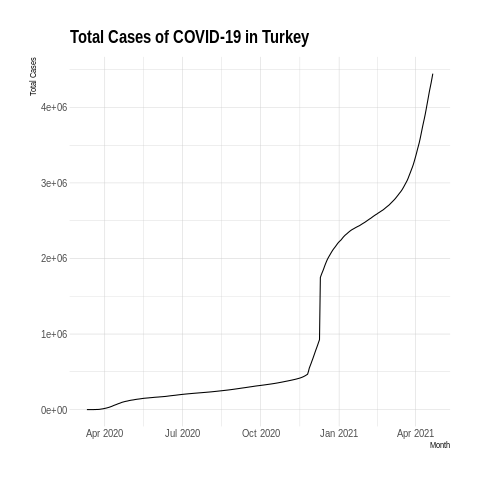 Total Cases of COVID-19 in Turkey
Total Cases
4e+06
3e+06
2e+06
1e+06
0e+00
Apr 2020 Jul 2020 Oct 2020 Jan 2021 Apr 2021
Month